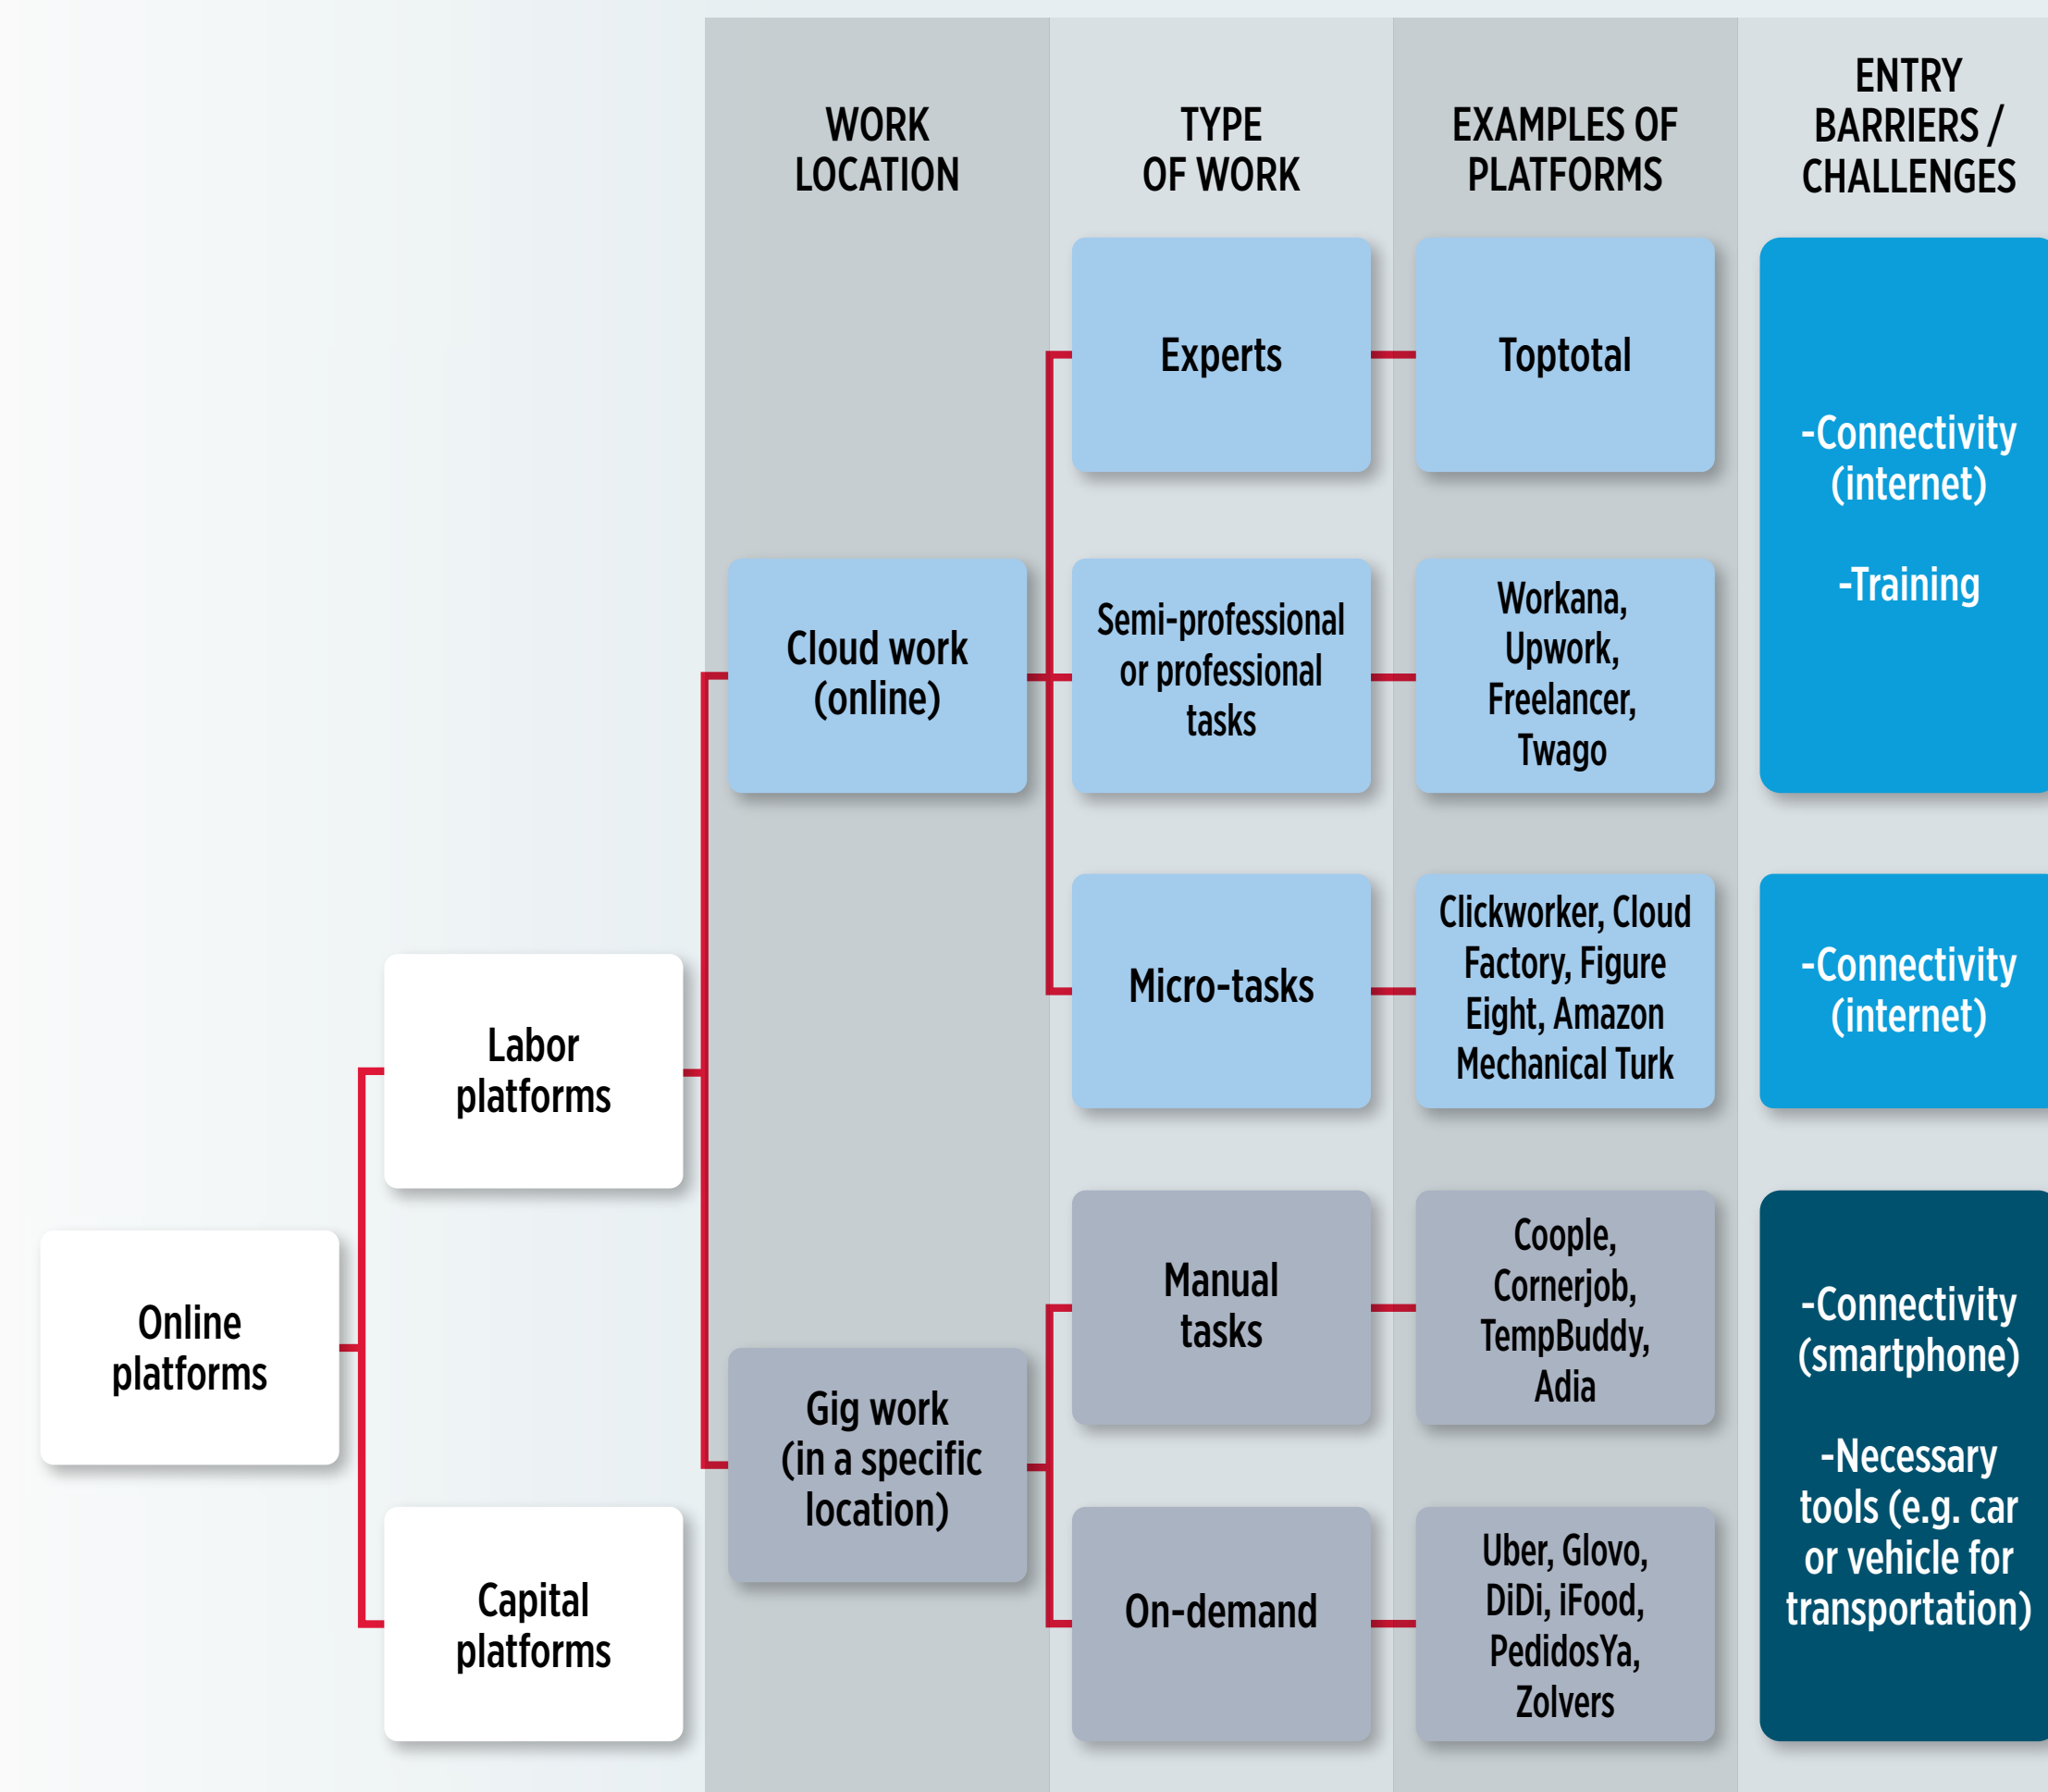 WORK
LOCATION
TYPE
OF WORK
EXAMPLES OF
PLATFORMS
ENTRY
BARRIERS /
CHALLENGES
Experts
Toptotal
-Connectivity
(internet)
-Training
Cloud work
(online)
Semi-professional
or professional
tasks
Workana,
Upwork,
Freelancer,
Twago
Micro-tasks
Clickworker, Cloud
Factory, Figure
Eight, Amazon
Mechanical Turk
-Connectivity
(internet)
Labor
platforms
Online
platforms
Capital
platforms
Gig work
(in a specific
location)
Manual
tasks
Coople,
Cornerjob,
TempBuddy,
Adia
-Connectivity
(smartphone)
-Necessary
tools (e.g. car
or vehicle for
transportation)
On-demand
Uber, Glovo,
DiDi, iFood,
PedidosYa,
Zolvers